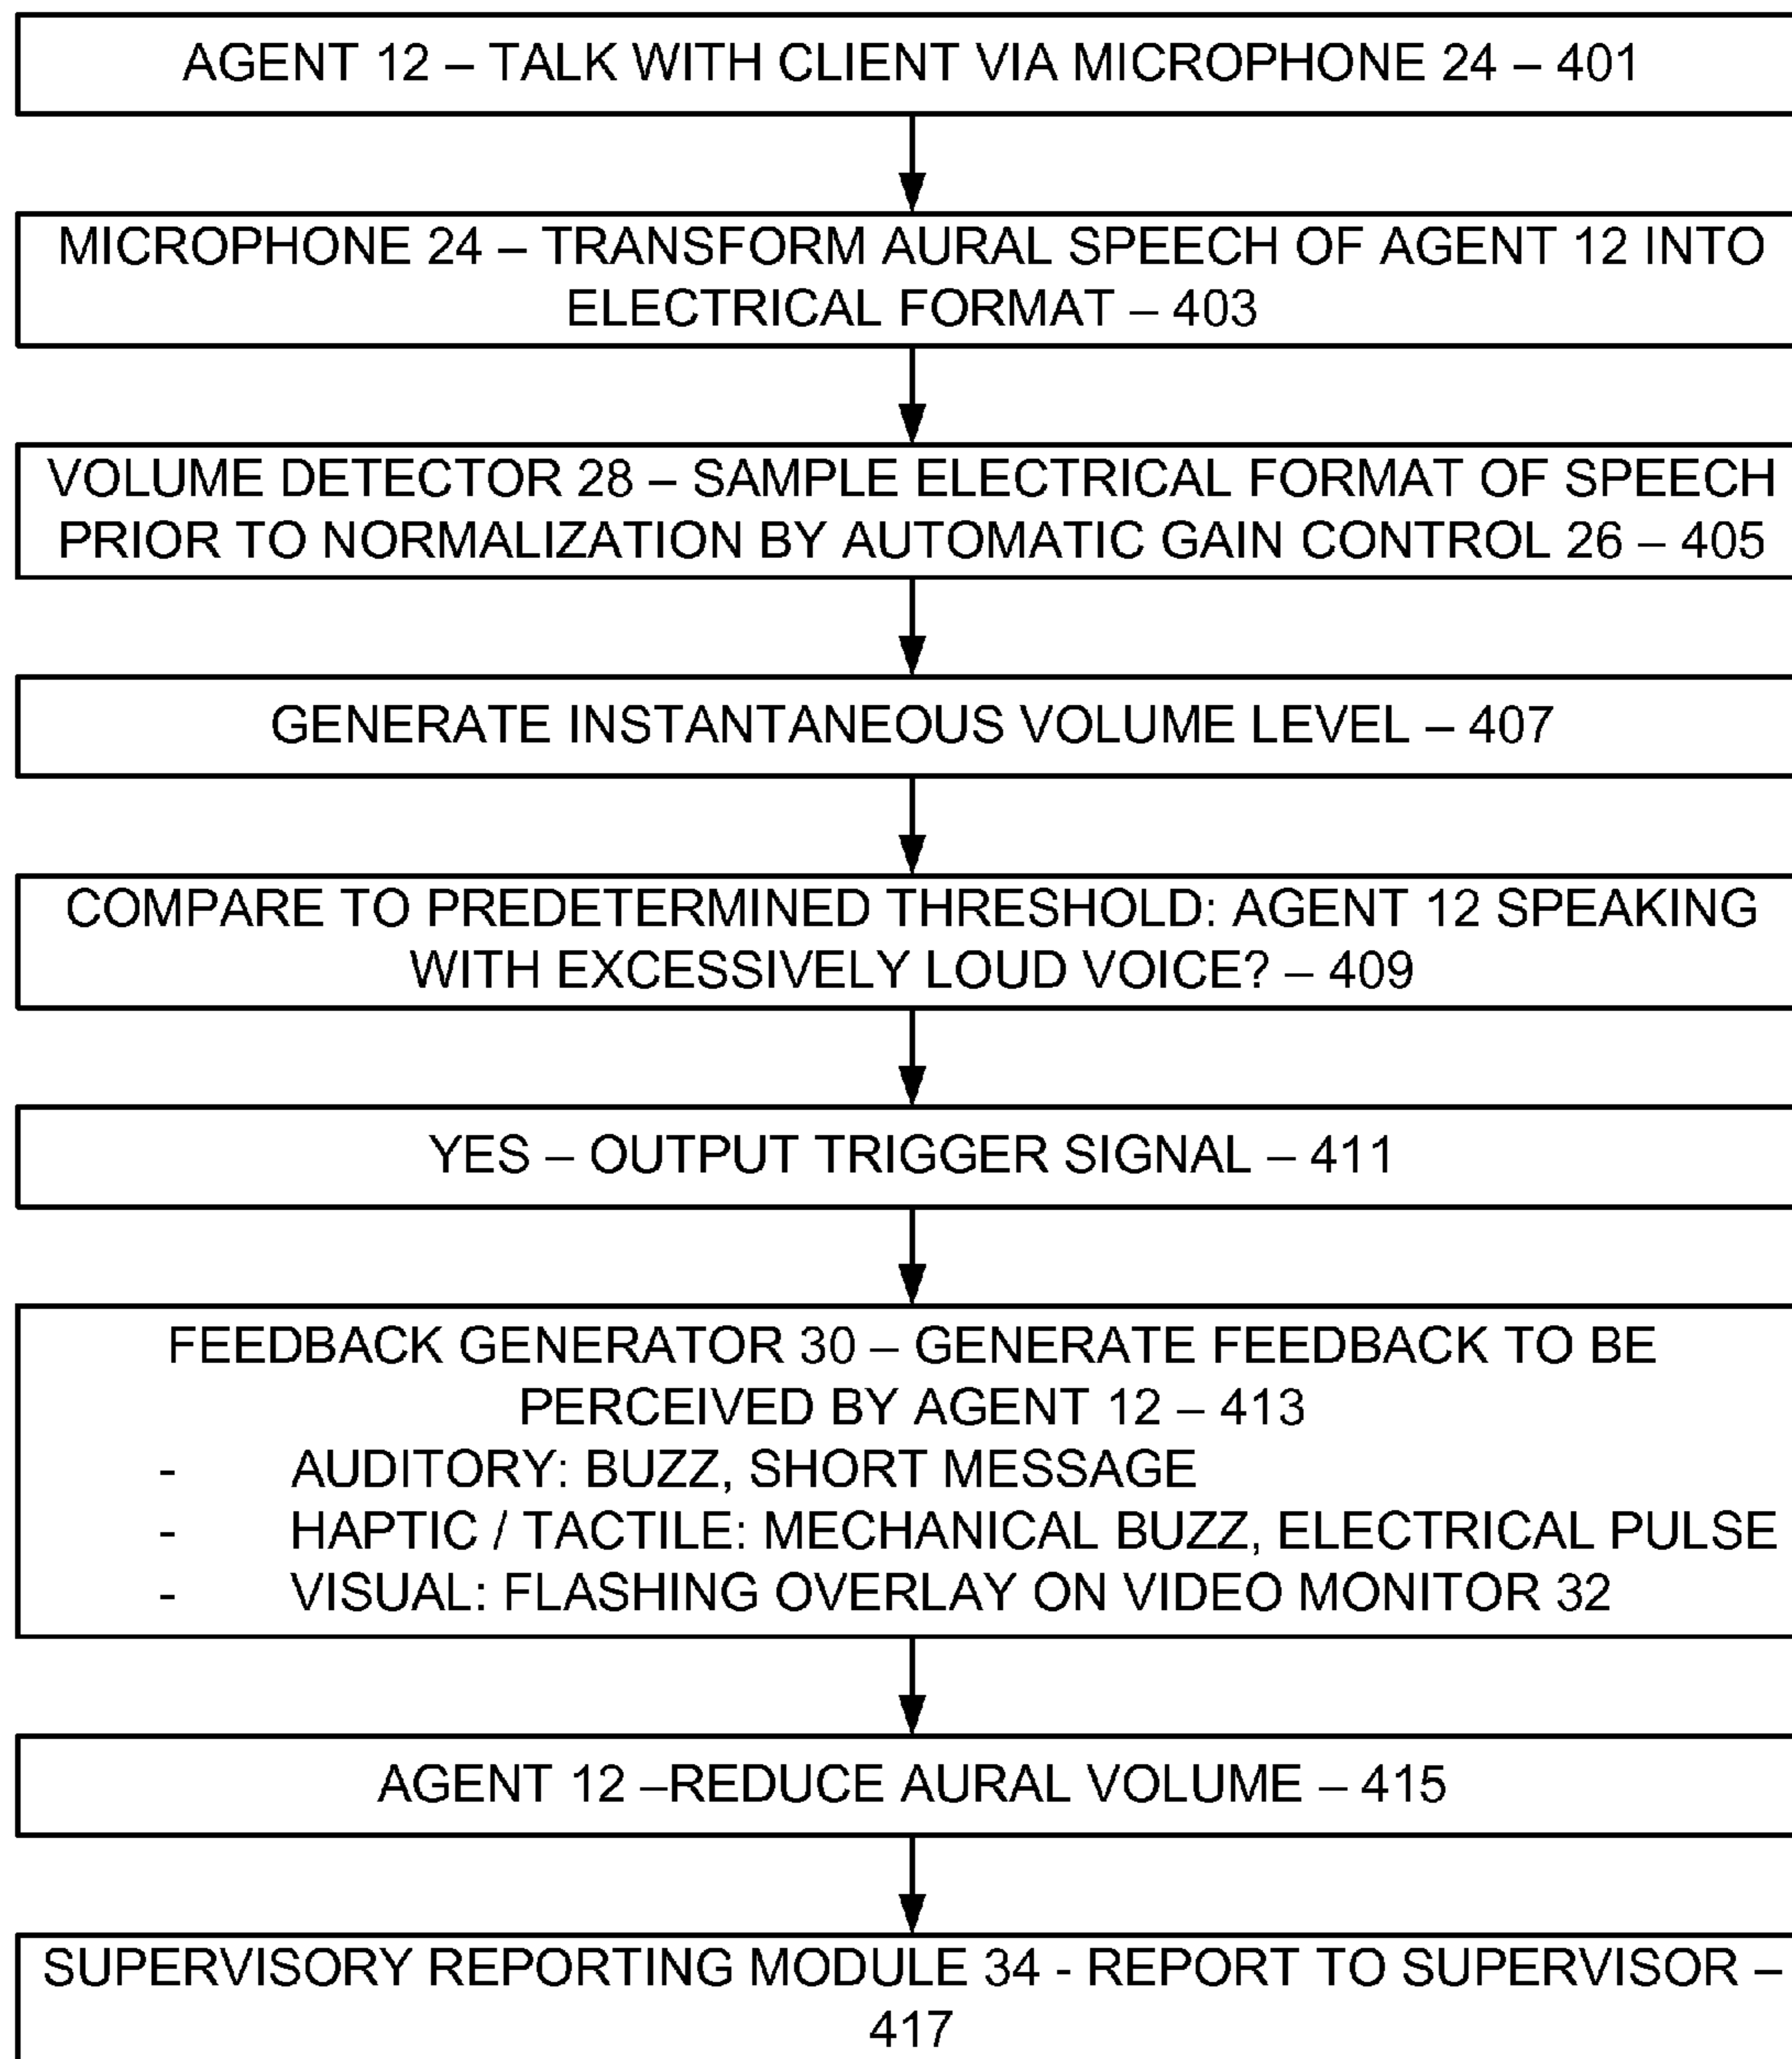 AGENT 12 – TALK WITH CLIENT VIA MICROPHONE 24 – 401
MICROPHONE 24 – TRANSFORM AURAL SPEECH OF AGENT 12 INTO
ELECTRICAL FORMAT – 403
VOLUME DETECTOR 28 – SAMPLE ELECTRICAL FORMAT OF SPEECH
PRIOR TO NORMALIZATION BY AUTOMATIC GAIN CONTROL 26 – 405
GENERATE INSTANTANEOUS VOLUME LEVEL – 407
COMPARE TO PREDETERMINED THRESHOLD: AGENT 12 SPEAKING
WITH EXCESSIVELY LOUD VOICE? – 409
YES – OUTPUT TRIGGER SIGNAL – 411
FEEDBACK GENERATOR 30 – GENERATE FEEDBACK TO BE
PERCEIVED BY AGENT 12 – 413
- AUDITORY: BUZZ, SHORT MESSAGE
- HAPTIC / TACTILE: MECHANICAL BUZZ, ELECTRICAL PULSE
- VISUAL: FLASHING OVERLAY ON VIDEO MONITOR 32
AGENT 12 –REDUCE AURAL VOLUME – 415
SUPERVISORY REPORTING MODULE 34 - REPORT TO SUPERVISOR –
417